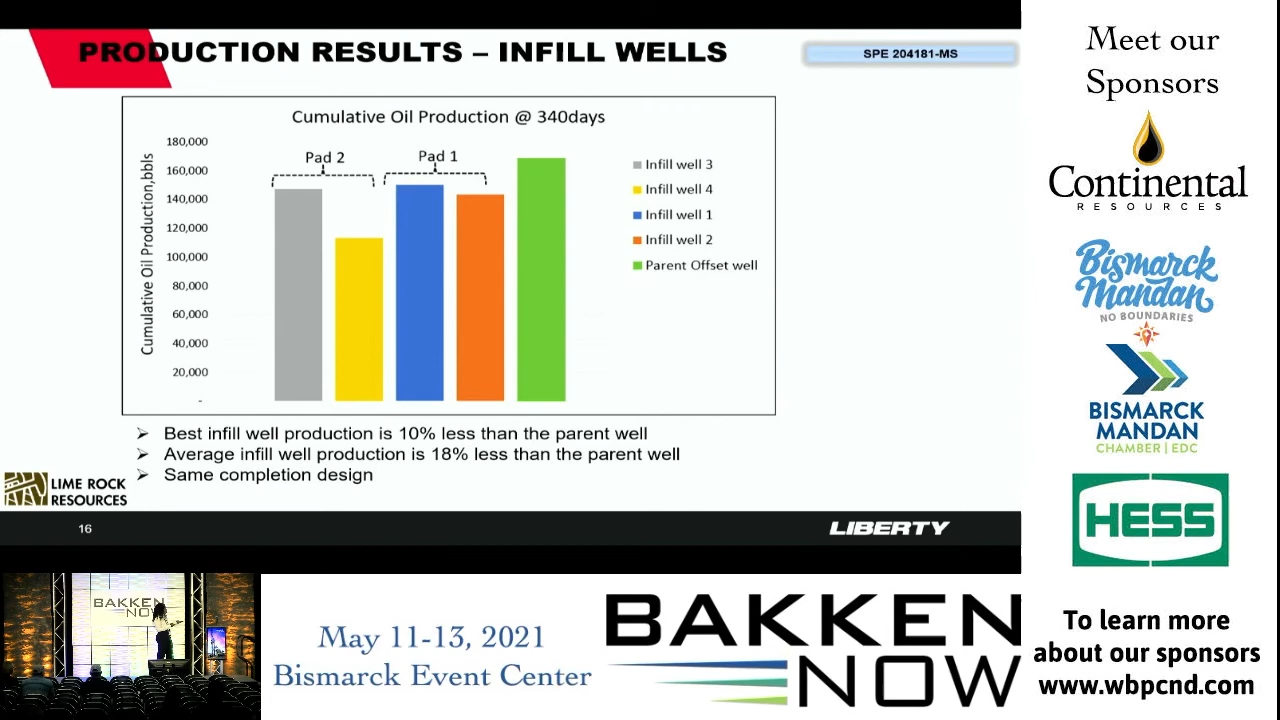 PRODUCTION RESULTS – INFILL WELLS
SPE 204181-MS
Cumulative Oil Production @ 340days
Cumulative Oil Production,bbls
180,000
160,000
140,000
120,000
100,000
80,000
60,000
40,000
20,000
-
Pad 2
Pad 1
Infill well 3
Infill well 4
Infill well 1
Infill well 2
Parent Offset well
➢ Best infill well production is 10% less than the parent well
➢ Average infill well production is 18% less than the parent well
➢ Same completion design
LIME ROCK
RESOURCES
16
LIBERTY
BAKKEN
NOW
May 11-13, 2021
Bismarck Event Center
BAKKEN
NOW
Meet our
Sponsors
Continental
RESOURCES
Bismarck
Mandan
NO BOUNDARIES
BISMARCK
MANDAN
CHAMBER | EDC
HESS
To learn more
about our sponsors
www.wbpcnd.com